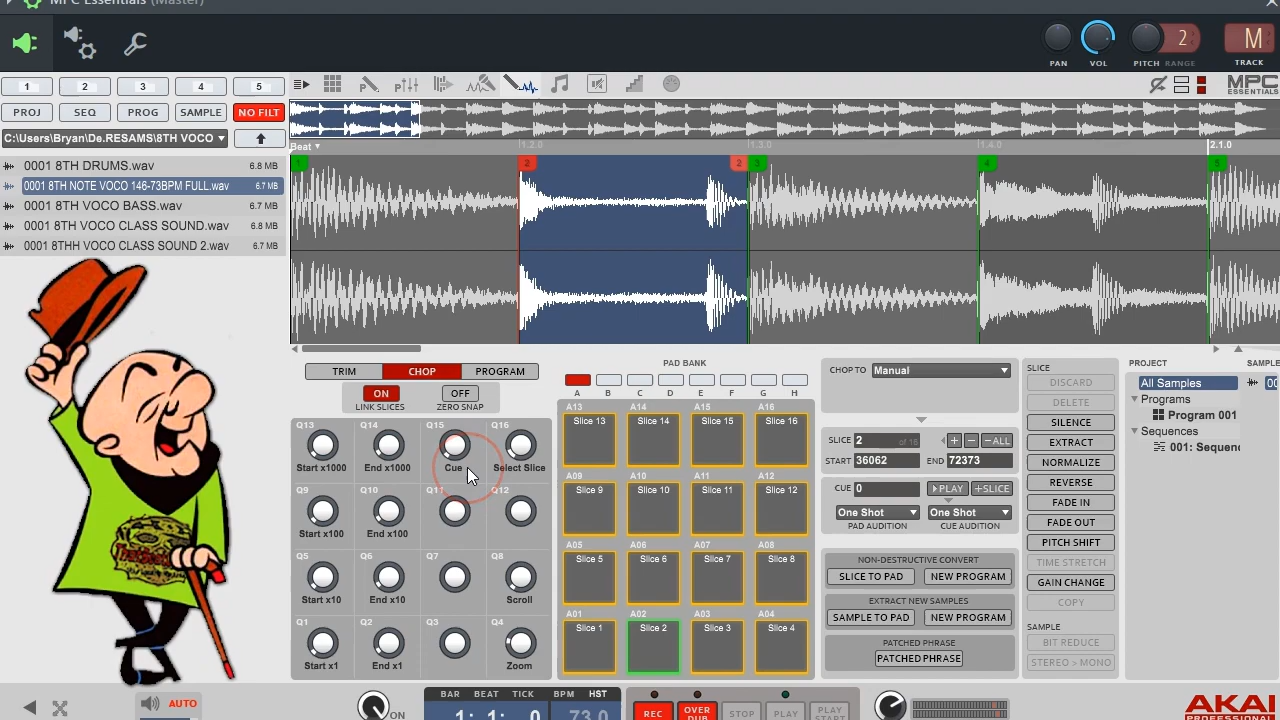 MPC Essentials (Master)
2
M
PAN
VOL
PITCH
RANGE
TRACK
1
2
3
4
5
PROJ
SEQ
PROG
SAMPLE
NO FILT
C:\Users\Bryan\De.RESAMS\8TH VOCO
0001 8TH DRUMS.wav
6.8 MB
0001 8TH NOTE VOCO 146-73BPM FULL.wav
6.7 MB
0001 8TH VOCO BASS.wav
6.7 MB
0001 8TH VOCO CLASS SOUND.wav
6.8 MB
0001 8THH VOCO CLASS SOUND 2.wav
6.7 MB
MPC
ESSENTIALS
Beat
1.2.0
1.3.0
1.4.0
2.1.0
1
2
2
3
4
5
TRIM
CHOP
PROGRAM
ON
OFF
LINK SLICES
ZERO SNAP
Q13
Q14
Q15
Q16
Start x1000
End x1000
Cue
Select Slice
Q9
Q10
Q11
Q12
Start x100
End x100
Q5
Q6
Q7
Q8
Start x10
End x10
Scroll
Q1
Q2
Q3
Q4
Start x1
End x1
Zoom
PAD BANK
A
B
C
D
E
F
G
H
A13
A14
A15
A16
Slice 13
Slice 14
Slice 15
Slice 16
A09
A10
A11
A12
Slice 9
Slice 10
Slice 11
Slice 12
A05
A06
A07
A08
Slice 5
Slice 6
Slice 7
Slice 8
A01
A02
A03
A04
Slice 1
Slice 2
Slice 3
Slice 4
CHOP TO
Manual
SLICE
2
of 16
+
−
−ALL
START
36062
END
72373
CUE
0
PLAY
+SLICE
One Shot
One Shot
PAD AUDITION
CUE AUDITION
NON-DESTRUCTIVE CONVERT
SLICE TO PAD
NEW PROGRAM
EXTRACT NEW SAMPLES
SAMPLE TO PAD
NEW PROGRAM
PATCHED PHRASE
PATCHED PHRASE
SLICE
DISCARD
DELETE
SILENCE
EXTRACT
NORMALIZE
REVERSE
FADE IN
FADE OUT
PITCH SHIFT
TIME STRETCH
GAIN CHANGE
COPY
SAMPLE
BIT REDUCE
STEREO > MONO
PROJECT
SAMPLE
All Samples
Programs
Program 001
Sequences
001: Sequen
AUTO
ON
BAR
BEAT
TICK
BPM
HST
1: 1: 0
73.0
REC
OVER
DUB
STOP
PLAY
PLAY
START
AKAI
PROFESSIONAL